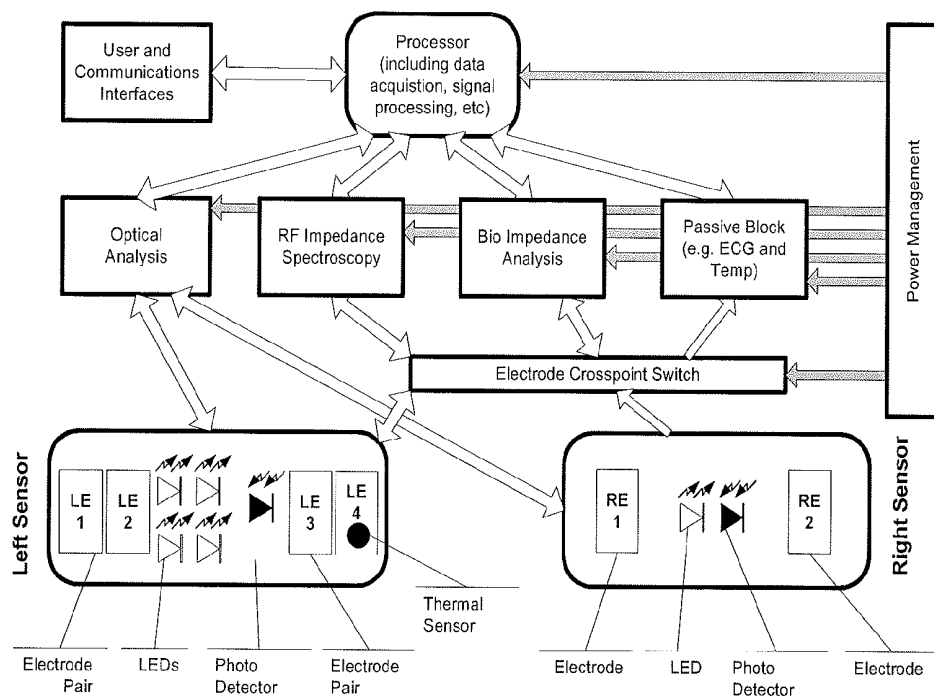 User and
Communications
Interfaces
Processor
(including data
acquistion, signal
processing, etc)
Power Management
Optical
Analysis
RF Impedance
Spectroscopy
Bio Impedance
Analysis
Passive Block
(e.g. ECG and
Temp)
Electrode Crosspoint Switch
Left Sensor
LE
1
LE
2
LE
3
LE
4
RE
1
RE
2
Right Sensor
Thermal
Sensor
Electrode
Pair
LEDs
Photo
Detector
Electrode
Pair
Electrode
LED
Photo
Detector
Electrode